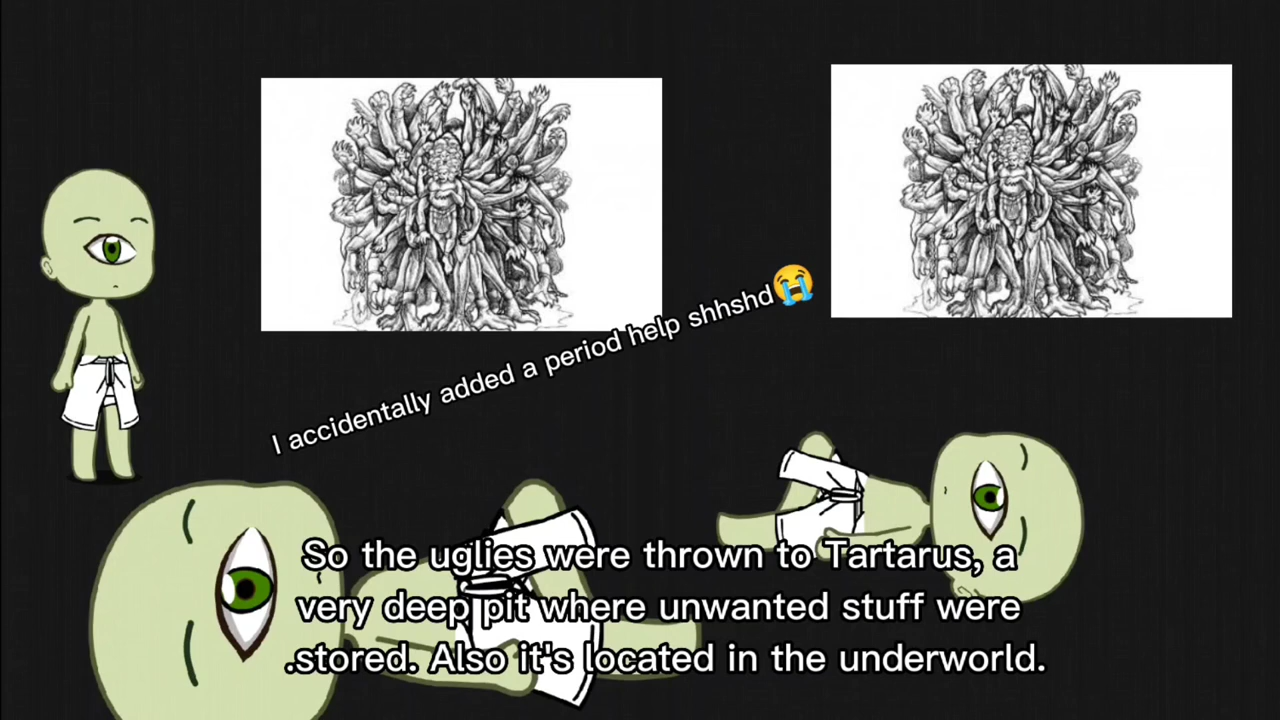 I accidentally added a period help shhshd😭
So the uglies were thrown to Tartarus, a
very deep pit where unwanted stuff were
.stored. Also it's located in the underworld.